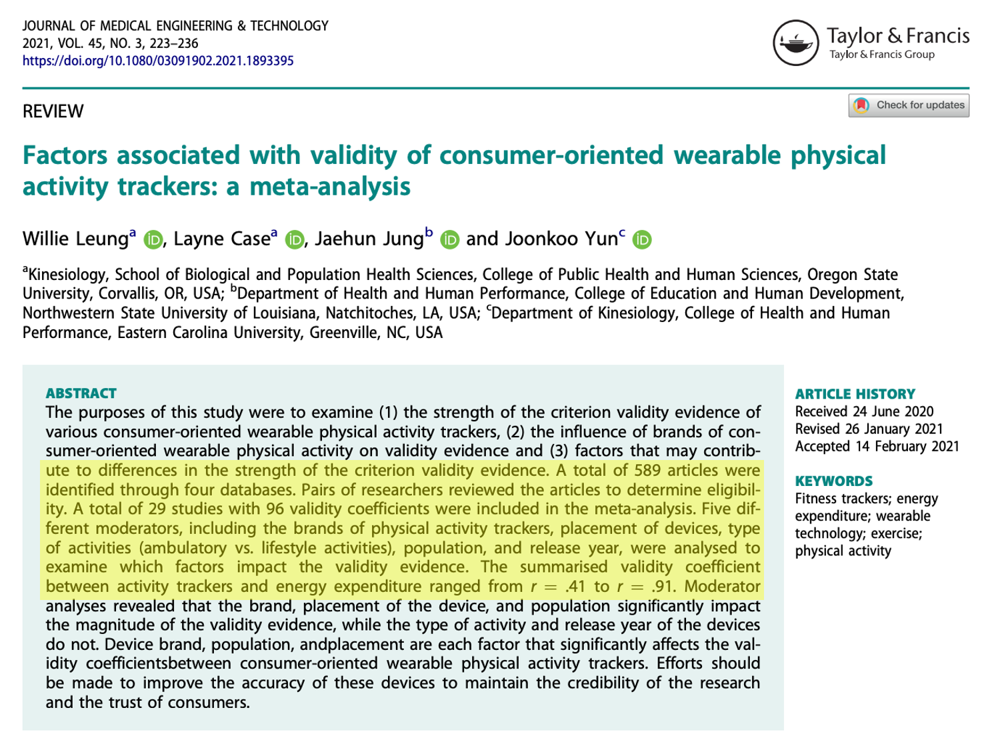 JOURNAL OF MEDICAL ENGINEERING & TECHNOLOGY
2021, VOL. 45, NO. 3, 223–236
https://doi.org/10.1080/03091902.2021.1893395
Taylor & Francis
Taylor & Francis Group
REVIEW
Check for updates
Factors associated with validity of consumer-oriented wearable physical
activity trackers: a meta-analysis
Willie Leungᵃ iD, Layne Caseᵃ iD, Jaehun Jungᵇ iD and Joonkoo Yunᶜ iD
ᵃKinesiology, School of Biological and Population Health Sciences, College of Public Health and Human Sciences, Oregon State
University, Corvallis, OR, USA; ᵇDepartment of Health and Human Performance, College of Education and Human Development,
Northwestern State University of Louisiana, Natchitoches, LA, USA; ᶜDepartment of Kinesiology, College of Health and Human
Performance, Eastern Carolina University, Greenville, NC, USA
ABSTRACT
The purposes of this study were to examine (1) the strength of the criterion validity evidence of
various consumer-oriented wearable physical activity trackers, (2) the influence of brands of con-
sumer-oriented wearable physical activity on validity evidence and (3) factors that may contrib-
ute to differences in the strength of the criterion validity evidence. A total of 589 articles were
identified through four databases. Pairs of researchers reviewed the articles to determine eligibil-
ity. A total of 29 studies with 96 validity coefficients were included in the meta-analysis. Five dif-
ferent moderators, including the brands of physical activity trackers, placement of devices, type
of activities (ambulatory vs. lifestyle activities), population, and release year, were analysed to
examine which factors impact the validity evidence. The summarised validity coefficient
between activity trackers and energy expenditure ranged from r = .41 to r = .91. Moderator
analyses revealed that the brand, placement of the device, and population significantly impact
the magnitude of the validity evidence, while the type of activity and release year of the devices
do not. Device brand, population, andplacement are each factor that significantly affects the val-
idity coefficientsbetween consumer-oriented wearable physical activity trackers. Efforts should
be made to improve the accuracy of these devices to maintain the credibility of the research
and the trust of consumers.
ARTICLE HISTORY
Received 24 June 2020
Revised 26 January 2021
Accepted 14 February 2021
KEYWORDS
Fitness trackers; energy
expenditure; wearable
technology; exercise;
physical activity